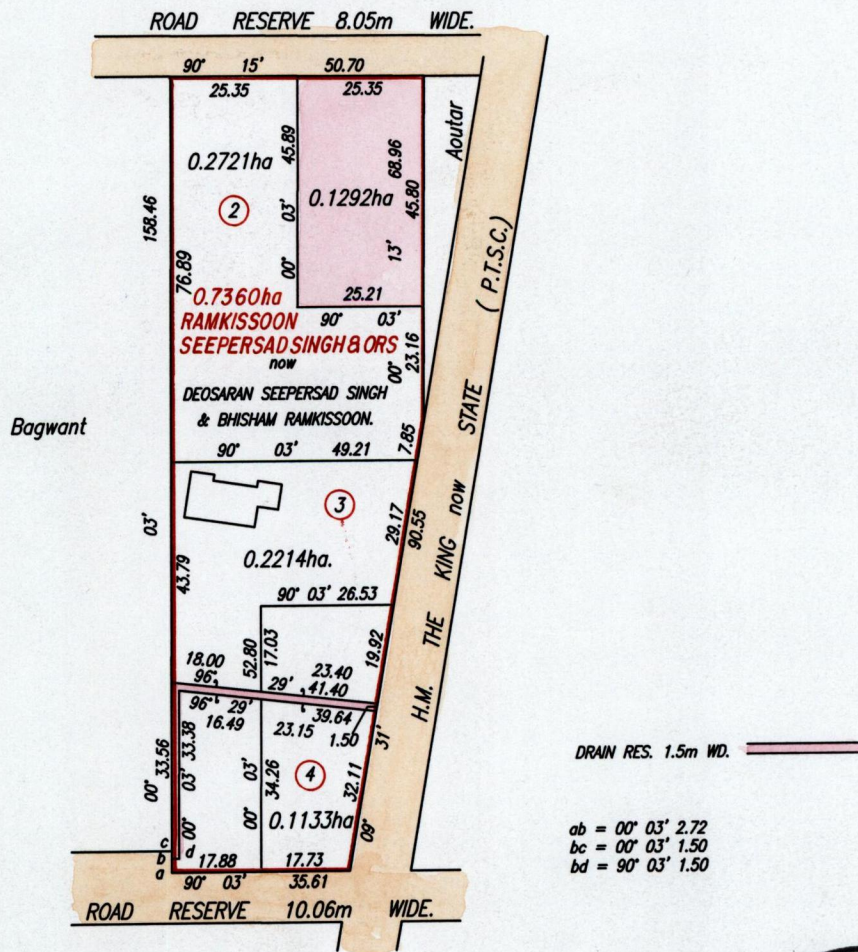 ROAD RESERVE 8.05m WIDE.
90° 15' 50.70
25.35 25.35
Aoutar
45.89
68.96
0.2721ha
0.1292ha
45.80
2
158.46
03'
13'
76.89
00°
0.7360ha
25.21
RAMKISSOON
90° 03'
SEEPERSAD SINGH & ORS
now
23.16
00°
DEOSARAN SEEPERSAD SINGH
& BHISHAM RAMKISSOON.
Bagwant
90° 03' 49.21
7.85
H.M. THE KING now STATE ( P.T.S.C.)
3
03'
29.17
90.55
0.2214ha.
43.79
90° 03' 26.53
52.80
17.03
19.92
18.00
23.40
96° 29' 41.40
96° 29' 39.64
16.49
23.15
1.50
31'
33.56
33.38
03'
03'
34.26
4
32.11
00°
00°
00°
0.1133ha
09°
c
b d
a
17.88 17.73
90° 03' 35.61
ROAD RESERVE 10.06m WIDE.
DRAIN RES. 1.5m WD.
ab = 00° 03' 2.72
bc = 00° 03' 1.50
bd = 90° 03' 1.50